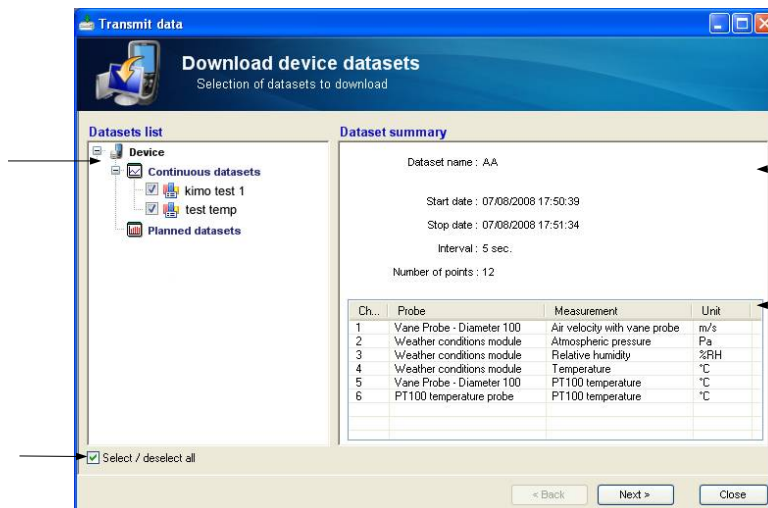 Transmit data
Download device datasets
Selection of datasets to download
Datasets list
Device
Continuous datasets
kimo test 1
test temp
Planned datasets
Select / deselect all
Dataset summary
Dataset name : AA
Start date : 07/08/2008 17:50:39
Stop date : 07/08/2008 17:51:34
Interval : 5 sec.
Number of points : 12
Ch... Probe Measurement Unit
1 Vane Probe - Diameter 100 Air velocity with vane probe m/s
2 Weather conditions module Atmospheric pressure Pa
3 Weather conditions module Relative humidity %RH
4 Weather conditions module Temperature °C
5 Vane Probe - Diameter 100 PT100 temperature °C
6 PT100 temperature probe PT100 temperature °C
< Back Next > Close